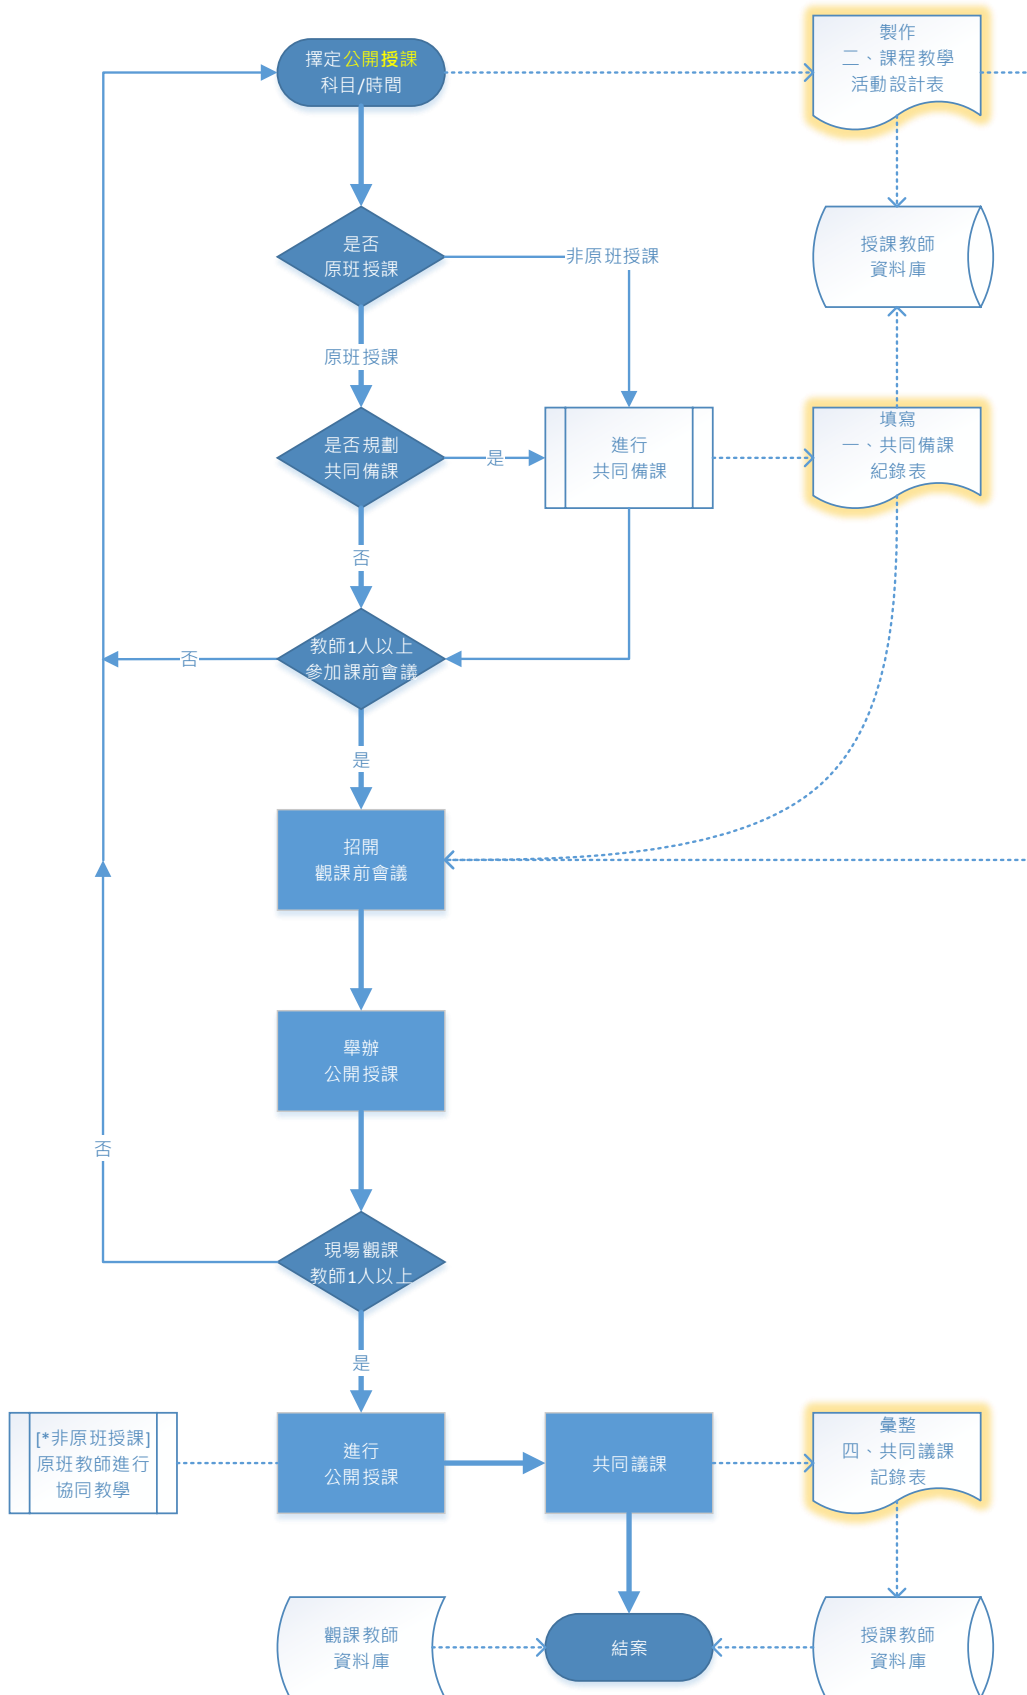 擇定公開授課
科目/時間
製作
二、課程教學
活動設計表
是否
原班授課
非原班授課
授課教師
資料庫
原班授課
是否規劃
共同備課
是
進行
共同備課
填寫
一、共同備課
紀錄表
否
教師1人以上
參加課前會議
否
是
招開
觀課前會議
舉辦
公開授課
否
現場觀課
教師1人以上
是
[*非原班授課]
原班教師進行
協同教學
進行
公開授課
共同議課
彙整
四、共同議課
記錄表
觀課教師
資料庫
結案
授課教師
資料庫